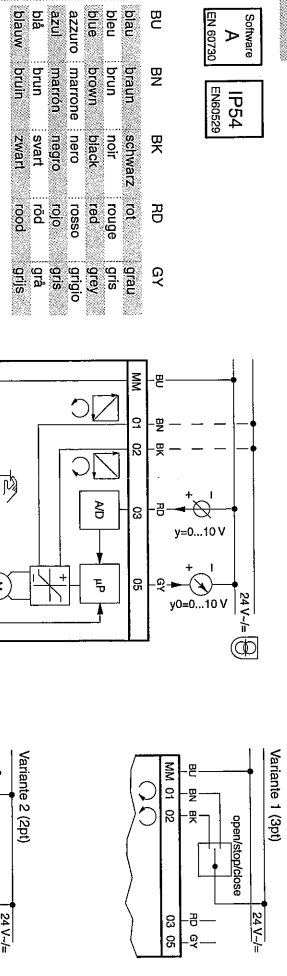 Software
A
EN 60730
IP54
EN60529
BU BN BK RD GY
blau braun schwarz rot grau
bleu brun noir rouge gris
blue brown black red grey
azzuro marrone nero rosso grigio
azul marrón negro rojo gris
blå brun svart röd grå
blauw bruin zwart rood grijs
24 V~/=
BU BN BK RD GY
+ −
+ −
y=0...10 V
y0=0...10 V
MM 01 02 03 05
A/D
µP
+
−
Variante 1 (3pt)
24 V~/=
open/stop/close
BU BN BK RD GY
MM 01 02 03 05
Variante 2 (2pt)
24 V~/=